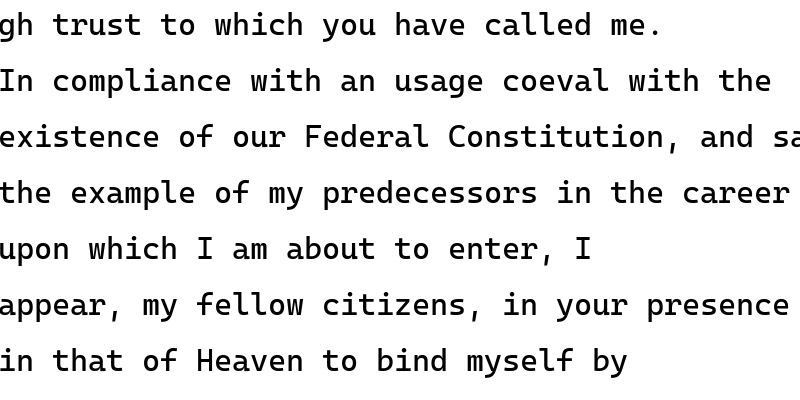 gh trust to which you have called me.
In compliance with an usage coeval with the
existence of our Federal Constitution, and sa
the example of my predecessors in the career
upon which I am about to enter, I
appear, my fellow citizens, in your presence
in that of Heaven to bind myself by